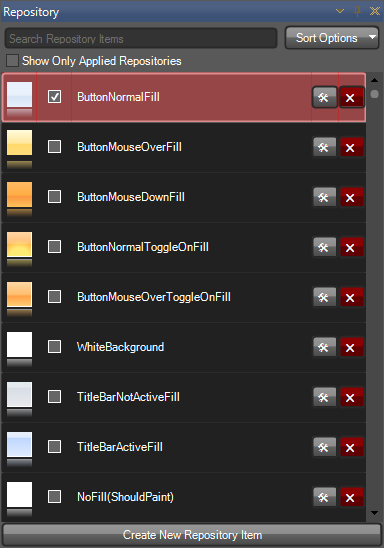 Repository
Search Repository Items
Sort Options
Show Only Applied Repositories
ButtonNormalFill
ButtonMouseOverFill
ButtonMouseDownFill
ButtonNormalToggleOnFill
ButtonMouseOverToggleOnFill
WhiteBackground
TitleBarNotActiveFill
TitleBarActiveFill
NoFill(ShouldPaint)
Create New Repository Item